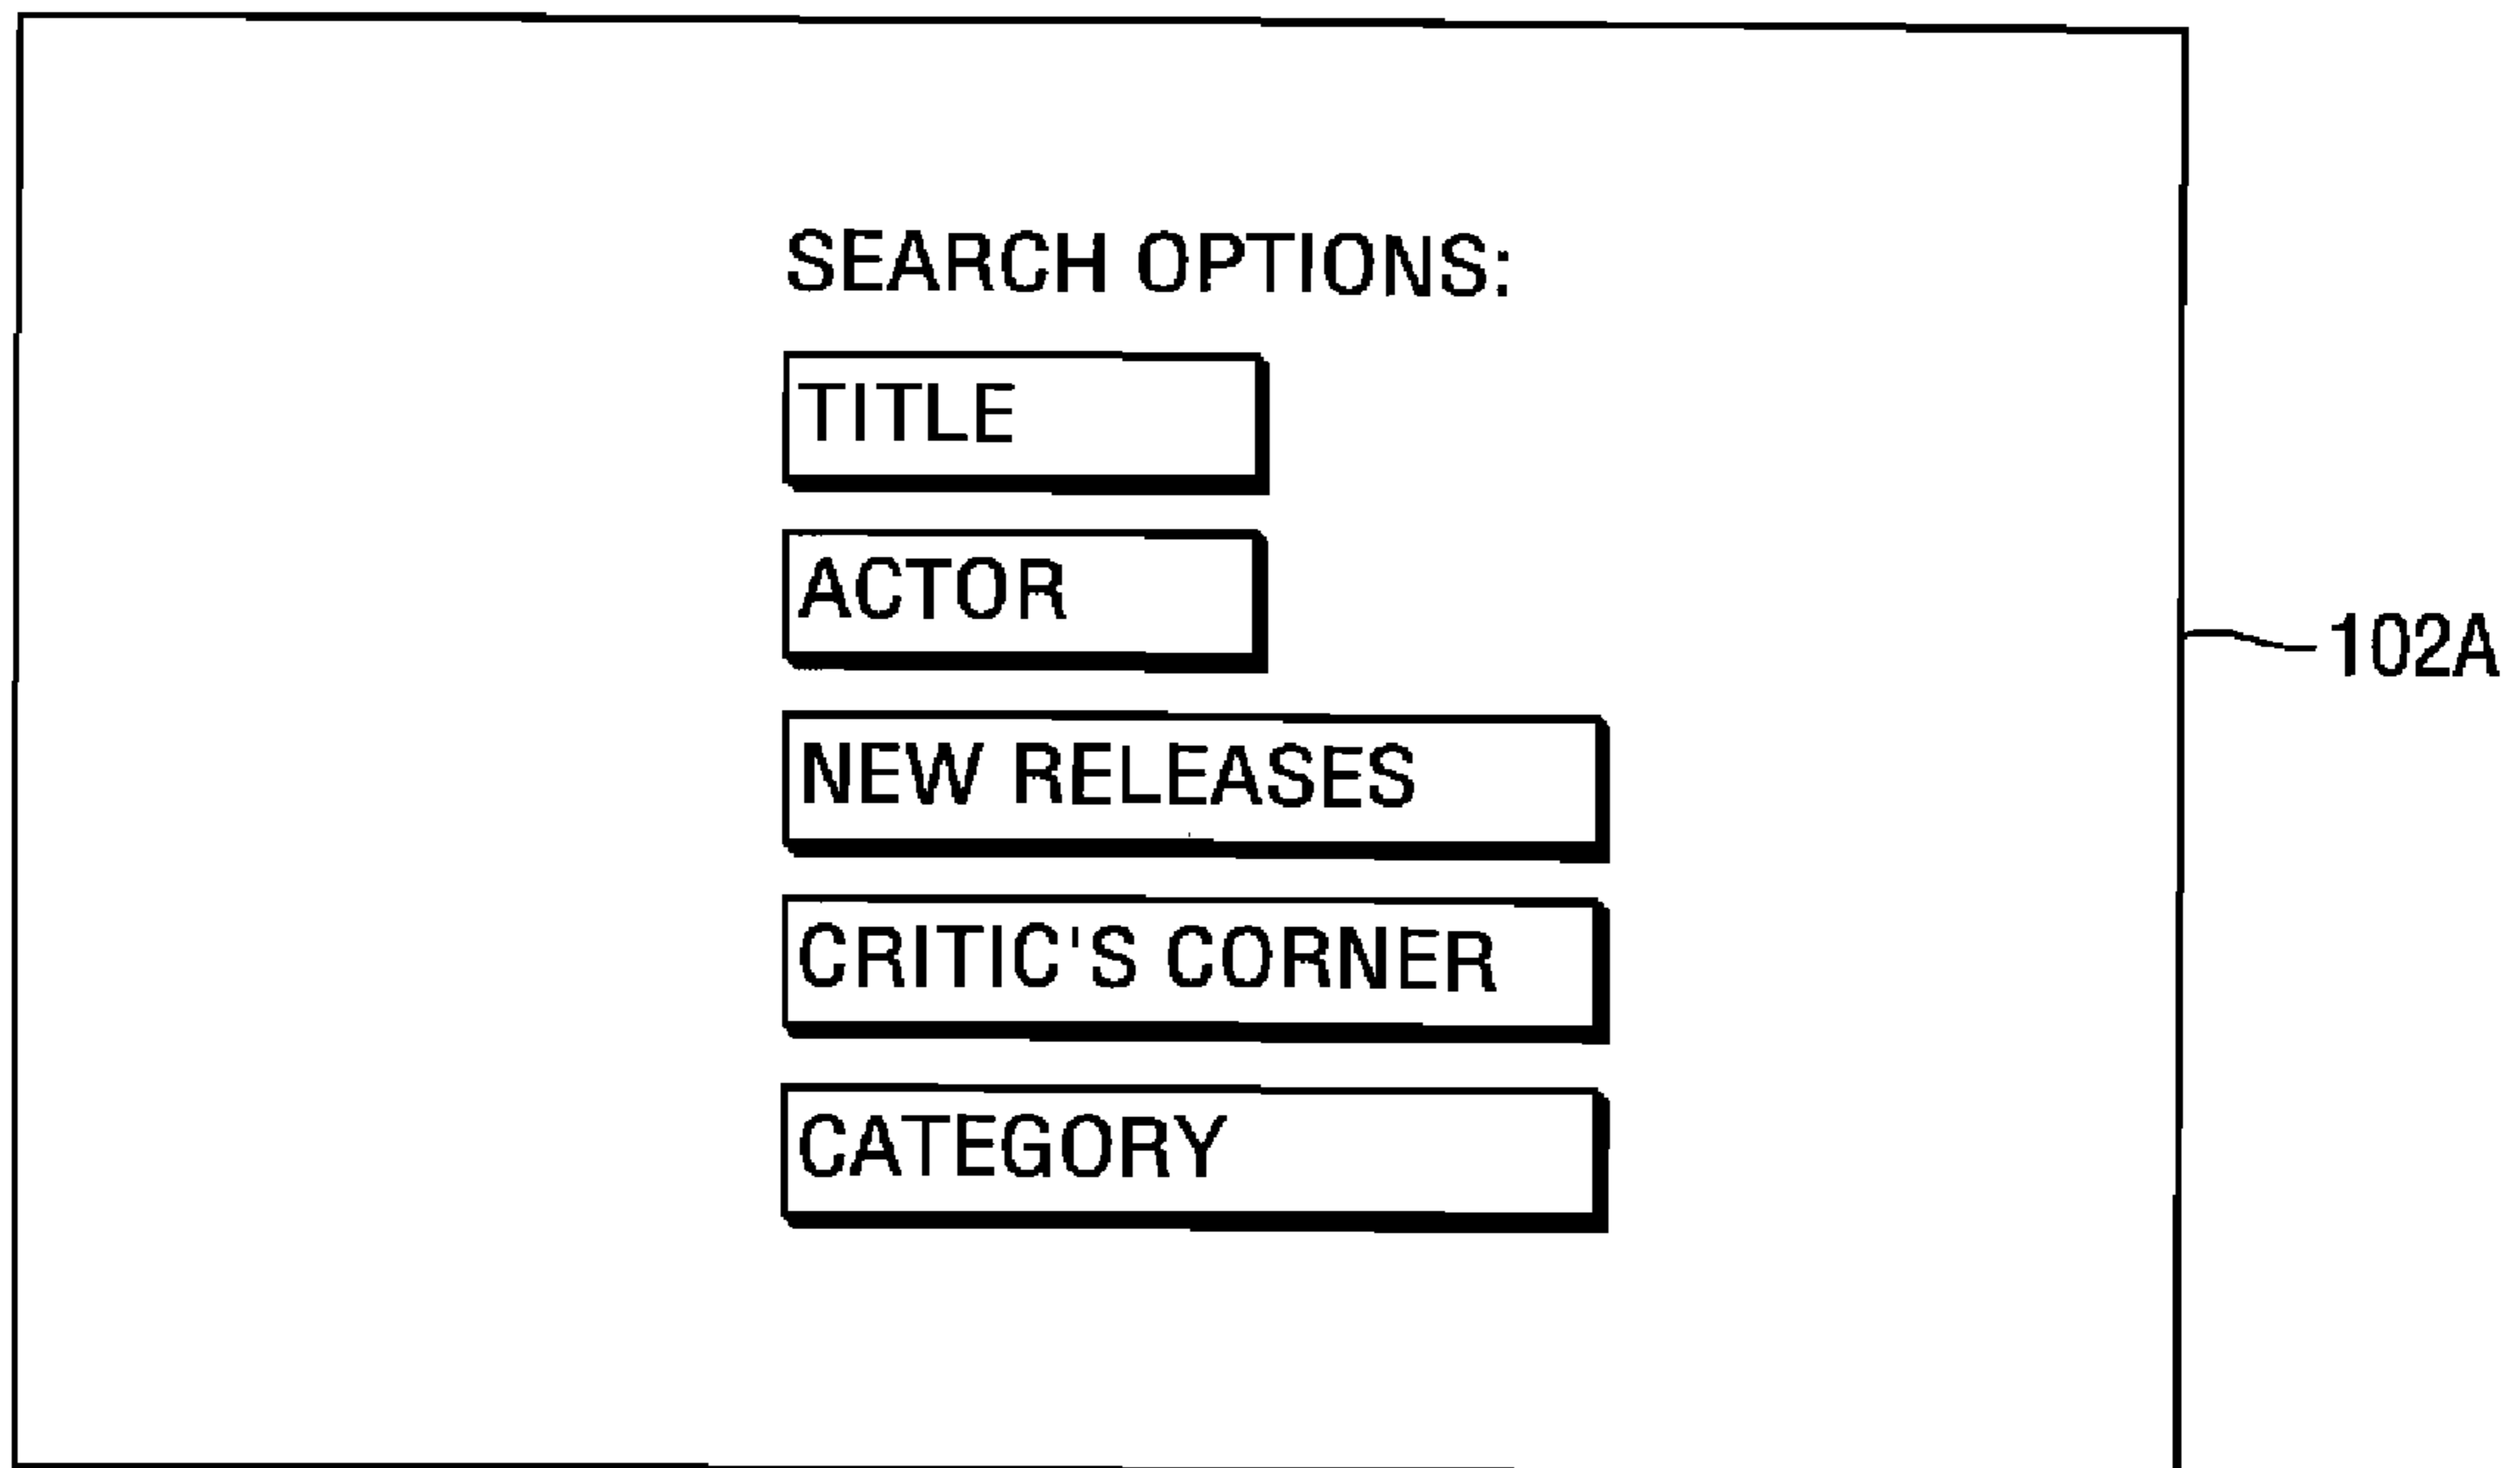 SEARCH OPTIONS:
TITLE
ACTOR
102A
NEW RELEASES
CRITIC'S CORNER
CATEGORY